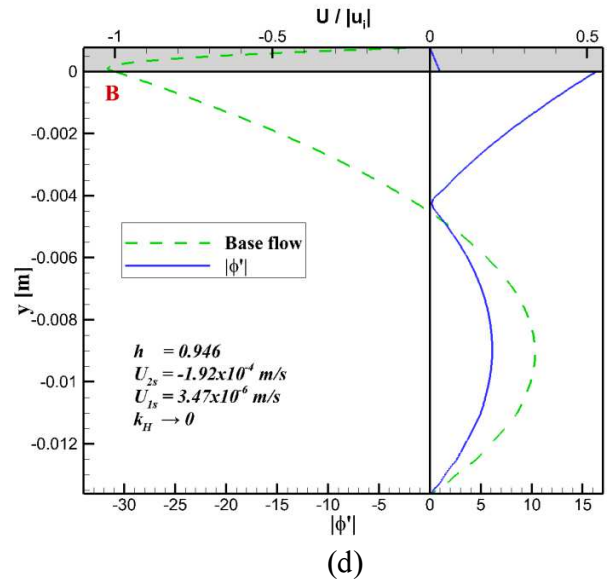 U / |uᵢ|
-1 -0.5 0 0.5
0
B
-0.002
-0.004
-0.006
-0.008
-0.01
-0.012
y [m]
Base flow
|ϕ'|
h = 0.946
U₂ₛ = -1.92x10⁻⁴ m/s
U₁ₛ = 3.47x10⁻⁶ m/s
k_H → 0
-30 -25 -20 -15 -10 -5 0 5 10 15
|ϕ'|
(d)